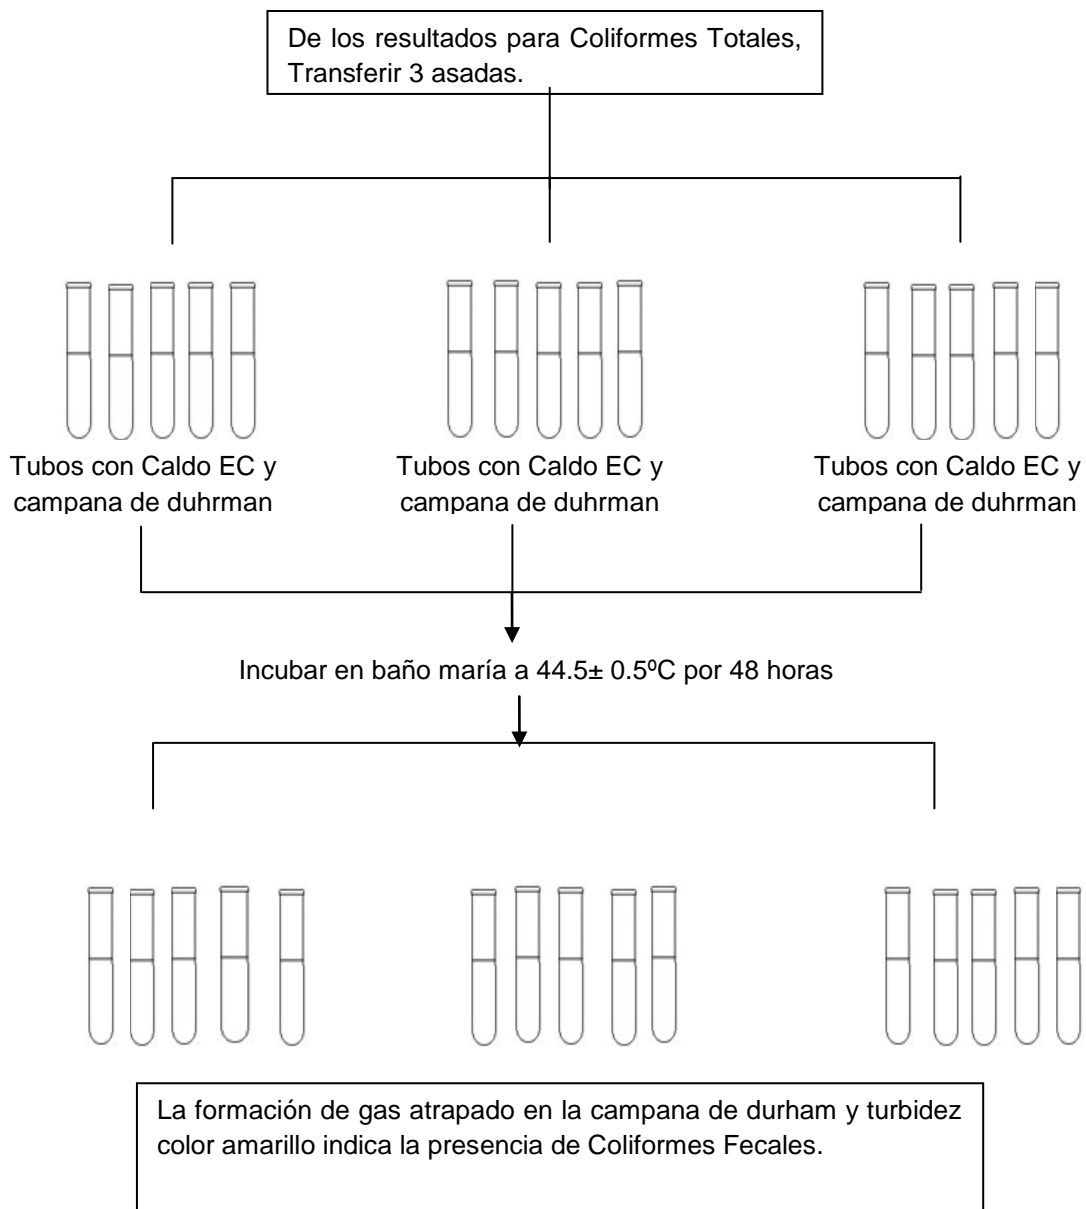 De los resultados para Coliformes Totales,
Transferir 3 asadas.
Tubos con Caldo EC y
campana de duhrman
Tubos con Caldo EC y
campana de duhrman
Tubos con Caldo EC y
campana de duhrman
Incubar en baño maría a 44.5± 0.5ºC por 48 horas
La formación de gas atrapado en la campana de durham y turbidez
color amarillo indica la presencia de Coliformes Fecales.